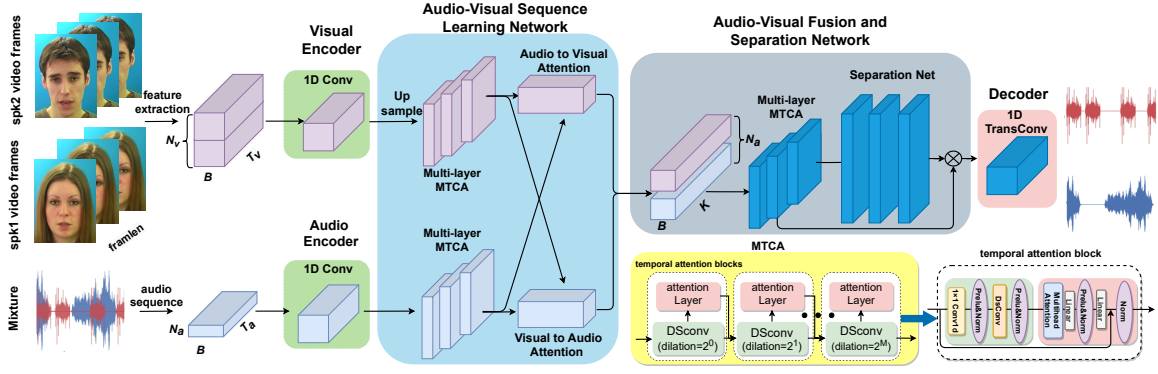 Audio-Visual Sequence
Learning Network
Audio-Visual Fusion and
Separation Network
Visual
Encoder
1D Conv
spk2 video frames
feature
extraction
N_v
T_v
B
Up
sample
Multi-layer
MTCA
Audio to Visual
Attention
spk1 video frames
framlen
Audio
Encoder
1D Conv
Mixture
audio
sequence
N_a
T_a
B
Multi-layer
MTCA
Visual to Audio
Attention
N_a
K
B
Multi-layer
MTCA
Separation Net
Decoder
1D
TransConv
MTCA
temporal attention blocks
attention
Layer
DSconv
(dilation=2^0)
attention
Layer
DSconv
(dilation=2^1)
attention
Layer
DSconv
(dilation=2^M)
temporal attention block
1×1 Conv1d
Prelu&Norm
DsConv
Prelu&Norm
Multihead
Attention
Linear
Prelu&Norm
Linear
Norm